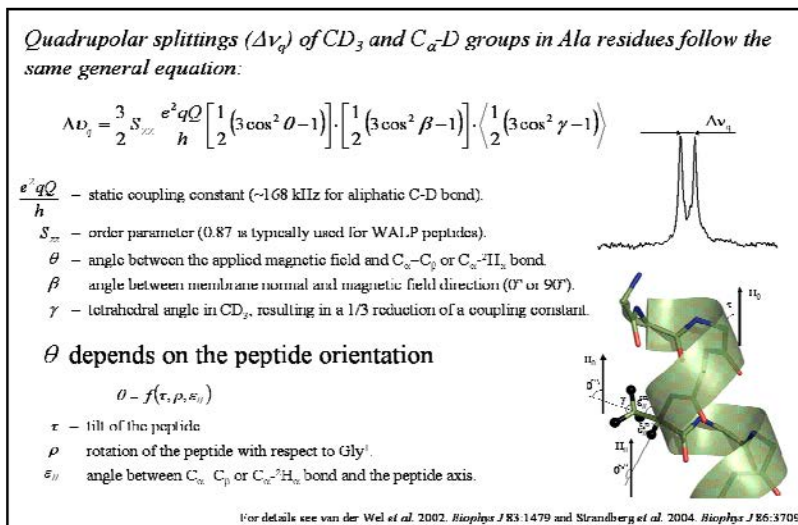 Quadrupolar splittings (Δν_q) of CD₃ and C_α-D groups in Ala residues follow the
same general equation:
Δυ_q = 3/2 S_zz e²qQ/h [1/2 (3cos² θ−1)]·[1/2 (3cos² β−1)]·⟨1/2 (3cos² γ−1)⟩
Δν_q
e²qQ/h – static coupling constant (~168 kHz for aliphatic C-D bond).
S_zz – order parameter (0.87 is typically used for WALP peptides).
θ – angle between the applied magnetic field and C_α–C_β or C_α-²H_α bond.
β angle between membrane normal and magnetic field direction (0° or 90°).
γ – tetrahedral angle in CD₃, resulting in a 1/3 reduction of a coupling constant.
θ depends on the peptide orientation
θ – f(τ, ρ, ε_//)
τ – tilt of the peptide
ρ rotation of the peptide with respect to Gly¹.
ε_// angle between C_α C_β or C_α-²H_α bond and the peptide axis.
H₀
τ
H₀
γ
H₀
For details see van der Wel et al. 2002. Biophys J 83:1479 and Strandberg et al. 2004. Biophys J 86:3709